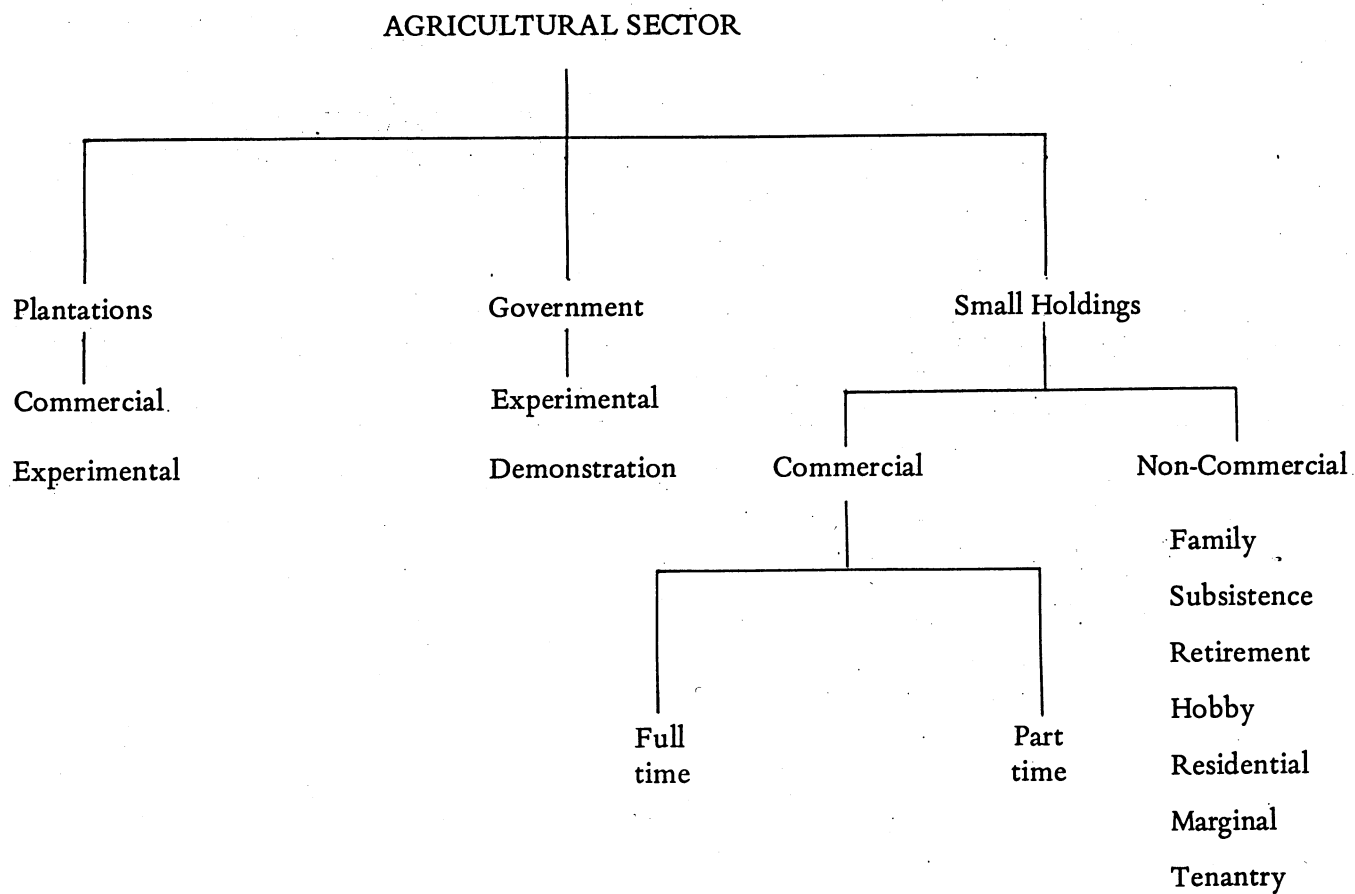 AGRICULTURAL SECTOR
Plantations
Government
Small Holdings
Commercial
Experimental
Experimental
Demonstration
Commercial
Non-Commercial
Full
time
Part
time
Family
Subsistence
Retirement
Hobby
Residential
Marginal
Tenantry